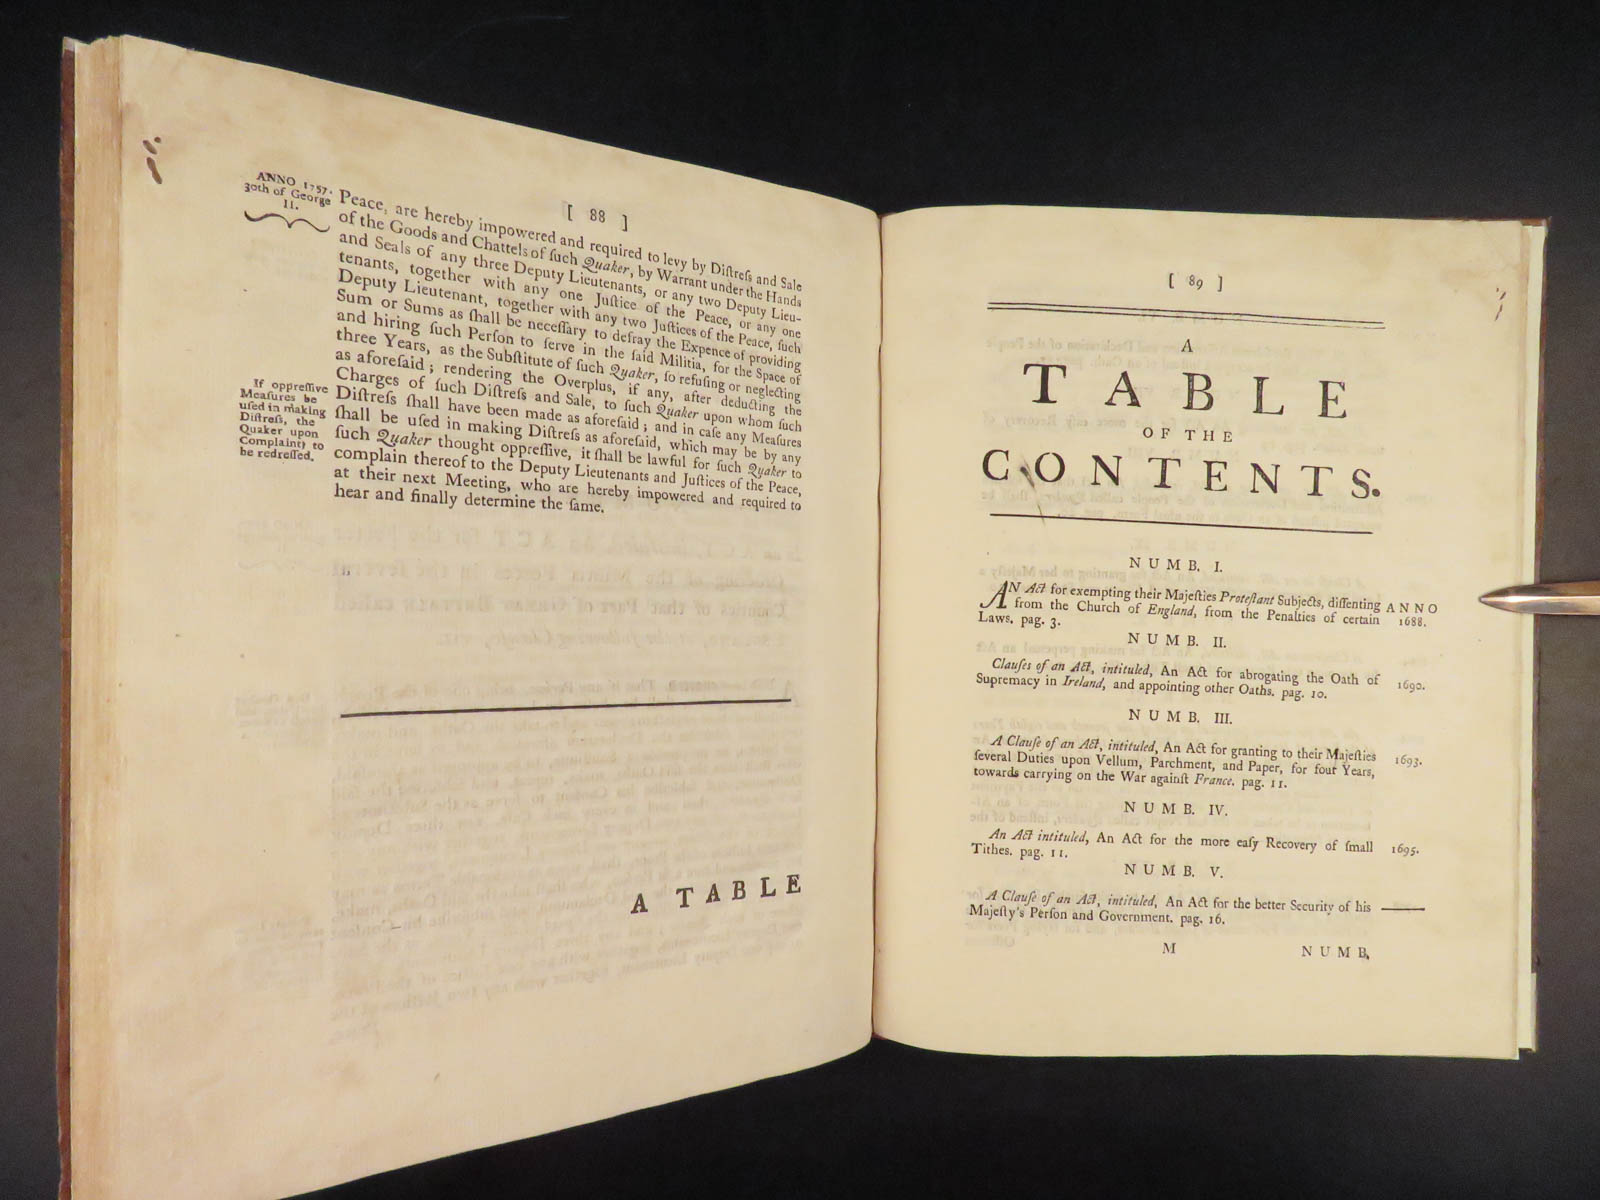 [ 88 ]
ANNO 1757.
30th of George
II.
Peace, are hereby impowered and required to levy by Diſtreſs and Sale
of the Goods and Chattels of ſuch Quaker, by Warrant under the Hands
and Seals of any three Deputy Lieutenants, or any two Deputy Lieu-
tenants, together with any one Juſtice of the Peace, or any one
Deputy Lieutenant, together with any two Juſtices of the Peace, ſuch
Sum or Sums as ſhall be neceſſary to defray the Expence of providing
and hiring ſuch Perſon to ſerve in the ſaid Militia, for the Space of
three Years, as the Subſtitute of ſuch Quaker, ſo refuſing or neglecting
as aforeſaid; rendering the Overplus, if any, after deducting the
Charges of ſuch Diſtreſs and Sale, to ſuch Quaker upon whom ſuch
Diſtreſs ſhall have been made as aforeſaid; and in caſe any Meaſures
ſhall be uſed in making Diſtreſs as aforeſaid, which may be by any
ſuch Quaker thought oppreſſive, it ſhall be lawful for ſuch Quaker to
complain thereof to the Deputy Lieutenants and Juſtices of the Peace,
at their next Meeting, who are hereby impowered and required to
hear and finally determine the ſame.
If oppreſſive
Meaſures be
uſed in making
Diſtreſs, the
Quaker upon
Complaint, to
be redreſſed.
A TABLE
[ 89 ]
A
TABLE
OF THE
CONTENTS.
NUMB. I.
AN Act for exempting their Majeſties Proteſtant Subjects, diſſenting ANNO
from the Church of England, from the Penalties of certain 1688.
Laws. pag. 3.
NUMB. II.
Clauſes of an Act, intituled, An Act for abrogating the Oath of
Supremacy in Ireland, and appointing other Oaths. pag. 10. 1690.
NUMB. III.
A Clauſe of an Act, intituled, An Act for granting to their Majeſties
ſeveral Duties upon Vellum, Parchment, and Paper, for four Years, 1693.
towards carrying on the War againſt France. pag. 11.
NUMB. IV.
An Act intituled, An Act for the more eaſy Recovery of ſmall 1695.
Tithes. pag. 11.
NUMB. V.
A Clauſe of an Act, intituled, An Act for the better Security of his
Majeſty's Perſon and Government. pag. 16.
M NUMB.